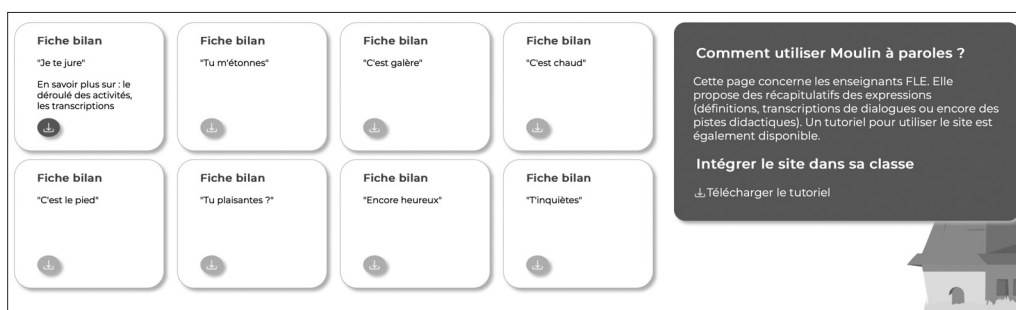 Fiche bilan
"Je te jure"
En savoir plus sur : le
déroulé des activités,
les transcriptions
Fiche bilan
"Tu m'étonnes"
Fiche bilan
"C'est galère"
Fiche bilan
"C'est chaud"
Fiche bilan
"C'est le pied"
Fiche bilan
"Tu plaisantes ?"
Fiche bilan
"Encore heureux"
Fiche bilan
"T'inquiètes"
Comment utiliser Moulin à paroles ?
Cette page concerne les enseignants FLE. Elle
propose des récapitulatifs des expressions
(définitions, transcriptions de dialogues ou encore des
pistes didactiques). Un tutoriel pour utiliser le site est
également disponible.
Intégrer le site dans sa classe
Télécharger le tutoriel